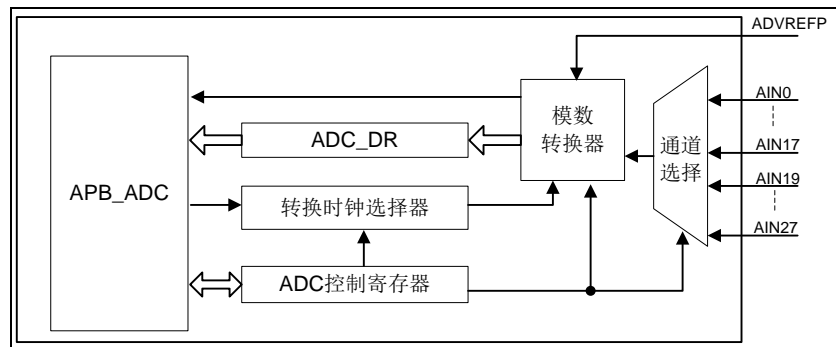 ADVREFP
AIN0
AIN17
AIN19
AIN27
模数
转换器
通道
选择
ADC_DR
APB_ADC
转换时钟选择器
ADC控制寄存器